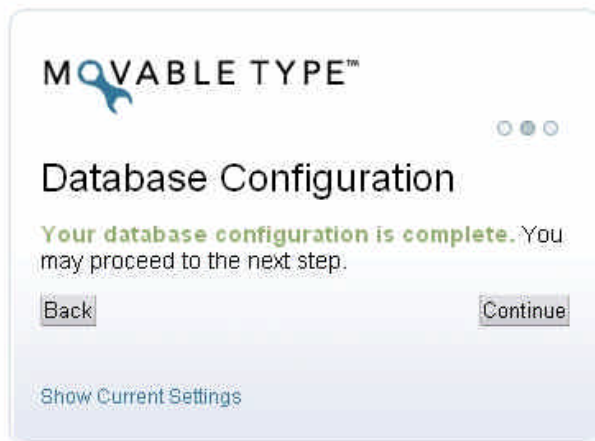 MOVABLE TYPE™
Database Configuration
Your database configuration is complete. You
may proceed to the next step.
Back Continue
Show Current Settings